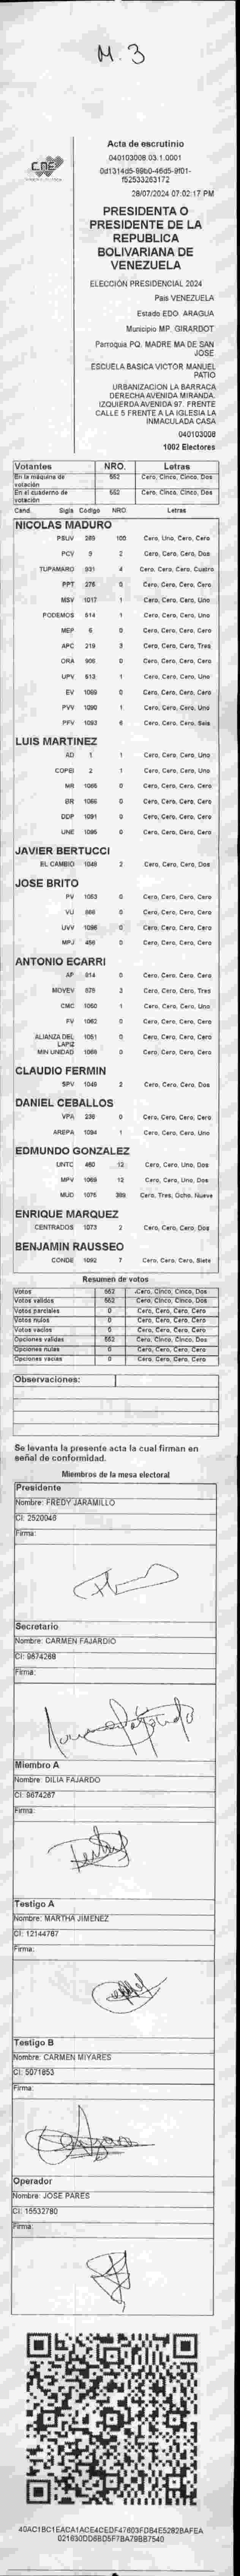 M. 3
CNE
Acta de escrutinio
040103008.03.1.0001
0d1314d5-99b0-46d5-9f01-
f52533263172
28/07/2024 07:02:17 PM
PRESIDENTA O
PRESIDENTE DE LA
REPUBLICA
BOLIVARIANA DE
VENEZUELA
ELECCIÓN PRESIDENCIAL 2024
Pais VENEZUELA
Estado EDO. ARAGUA
Municipio MP. GIRARDOT
Parroquia PQ. MADRE MA DE SAN
JOSE
ESCUELA BASICA VICTOR MANUEL
PATIO
URBANIZACION LA BARRACA
DERECHA AVENIDA MIRANDA.
IZQUIERDA AVENIDA 97. FRENTE
CALLE 5 FRENTE A LA IGLESIA LA
INMACULADA CASA
040103008
1002 Electores
Votantes NRO. Letras
En la máquina de votación 552 Cero, Cinco, Cinco, Dos
En el cuaderno de votación 552 Cero, Cinco, Cinco, Dos
Cand. Sigla Código NRO. Letras
NICOLAS MADURO
PSUV 289 100 Cero, Uno, Cero, Cero
PCV 9 2 Cero, Cero, Cero, Dos
TUPAMARO 931 4 Cero, Cero, Cero, Cuatro
PPT 376 0 Cero, Cero, Cero, Cero
MSV 1017 1 Cero, Cero, Cero, Uno
PODEMOS 514 1 Cero, Cero, Cero, Uno
MEP 6 0 Cero, Cero, Cero, Cero
APC 219 3 Cero, Cero, Cero, Tres
ORA 906 0 Cero, Cero, Cero, Cero
UPV 513 1 Cero, Cero, Cero, Uno
EV 1089 0 Cero, Cero, Cero, Cero
PVV 1090 1 Cero, Cero, Cero, Uno
PFV 1093 6 Cero, Cero, Cero, Seis
LUIS MARTINEZ
AD 1 1 Cero, Cero, Cero, Uno
COPEI 2 1 Cero, Cero, Cero, Uno
MR 1065 0 Cero, Cero, Cero, Cero
BR 1066 0 Cero, Cero, Cero, Cero
DDP 1091 0 Cero, Cero, Cero, Cero
UNE 1095 0 Cero, Cero, Cero, Cero
JAVIER BERTUCCI
EL CAMBIO 1048 2 Cero, Cero, Cero, Dos
JOSE BRITO
PV 1053 0 Cero, Cero, Cero, Cero
VU 866 0 Cero, Cero, Cero, Cero
UVV 1096 0 Cero, Cero, Cero, Cero
MPJ 456 0 Cero, Cero, Cero, Cero
ANTONIO ECARRI
AP 814 0 Cero, Cero, Cero, Cero
MOVEV 679 3 Cero, Cero, Cero, Tres
CMC 1050 1 Cero, Cero, Cero, Uno
FV 1062 0 Cero, Cero, Cero, Cero
ALIANZA DEL LAPIZ 1051 0 Cero, Cero, Cero, Cero
MIN UNIDAD 1068 0 Cero, Cero, Cero, Cero
CLAUDIO FERMIN
SPV 1049 2 Cero, Cero, Cero, Dos
DANIEL CEBALLOS
VPA 238 0 Cero, Cero, Cero, Cero
AREPA 1094 1 Cero, Cero, Cero, Uno
EDMUNDO GONZALEZ
UNTC 460 12 Cero, Cero, Uno, Dos
MPV 1069 12 Cero, Cero, Uno, Dos
MUD 1076 389 Cero, Tres, Ocho, Nueve
ENRIQUE MARQUEZ
CENTRADOS 1073 2 Cero, Cero, Cero, Dos
BENJAMIN RAUSSEO
CONDE 1092 7 Cero, Cero, Cero, Siete
Resumen de votos
Votos 552 Cero, Cinco, Cinco, Dos
Votos validos 552 Cero, Cinco, Cinco, Dos
Votos parciales 0 Cero, Cero, Cero, Cero
Votos nulos 0 Cero, Cero, Cero, Cero
Votos vacios 0 Cero, Cero, Cero, Cero
Opciones validas 552 Cero, Cinco, Cinco, Dos
Opciones nulas 0 Cero, Cero, Cero, Cero
Opciones vacias 0 Cero, Cero, Cero, Cero
Observaciones:
Se levanta la presente acta la cual firman en
señal de conformidad.
Miembros de la mesa electoral
Presidente
Nombre: FREDY JARAMILLO
CI: 2520046
Firma:
Secretario
Nombre: CARMEN FAJARDIO
CI: 9674268
Firma:
Miembro A
Nombre: DILIA FAJARDO
CI: 9674267
Firma:
Testigo A
Nombre: MARTHA JIMENEZ
CI: 12144767
Firma:
Testigo B
Nombre: CARMEN MIYARES
CI: 5071853
Firma:
Operador
Nombre: JOSE PARES
CI: 15532780
Firma:
40AC1BC1EACA1ACE4CEDF47603FD84E5282BAFEA
021630DD6BD5F7BA79BB7540